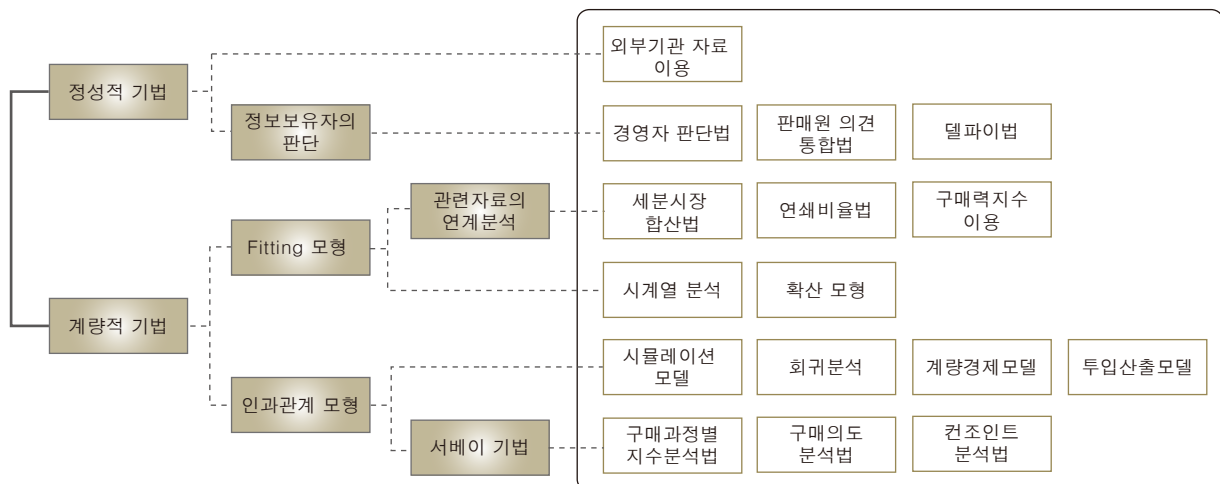 외부기관 자료
이용
정성적 기법
정보보유자의
판단
경영자 판단법
판매원 의견
통합법
델파이법
관련자료의
연계분석
세분시장
합산법
연쇄비율법
구매력지수
이용
Fitting 모형
시계열 분석
확산 모형
계량적 기법
시뮬레이션
모델
회귀분석
계량경제모델
투입산출모델
인과관계 모형
서베이 기법
구매과정별
지수분석법
구매의도
분석법
컨조인트
분석법